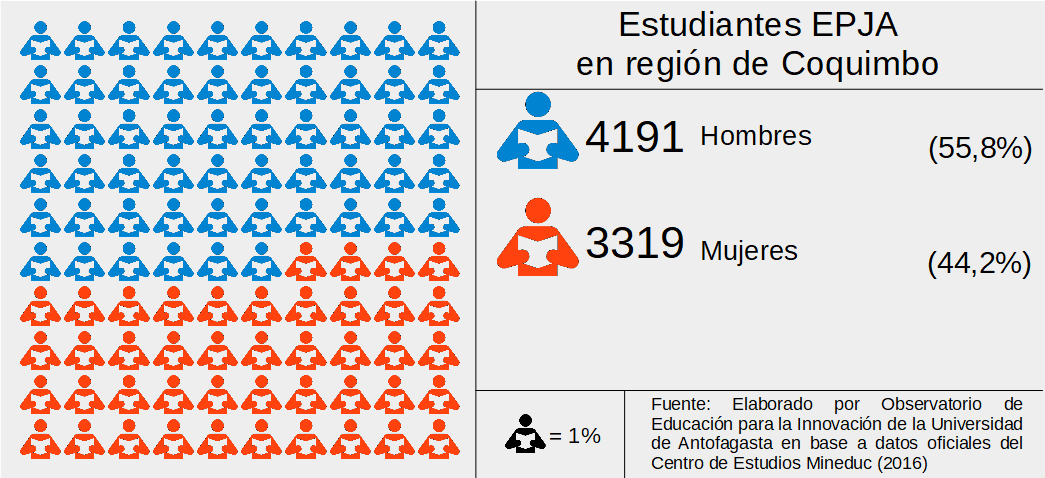 Estudiantes EPJA
en región de Coquimbo
4191 Hombres (55,8%)
3319 Mujeres (44,2%)
= 1%
Fuente: Elaborado por Observatorio de
Educación para la Innovación de la Universidad
de Antofagasta en base a datos oficiales del
Centro de Estudios Mineduc (2016)